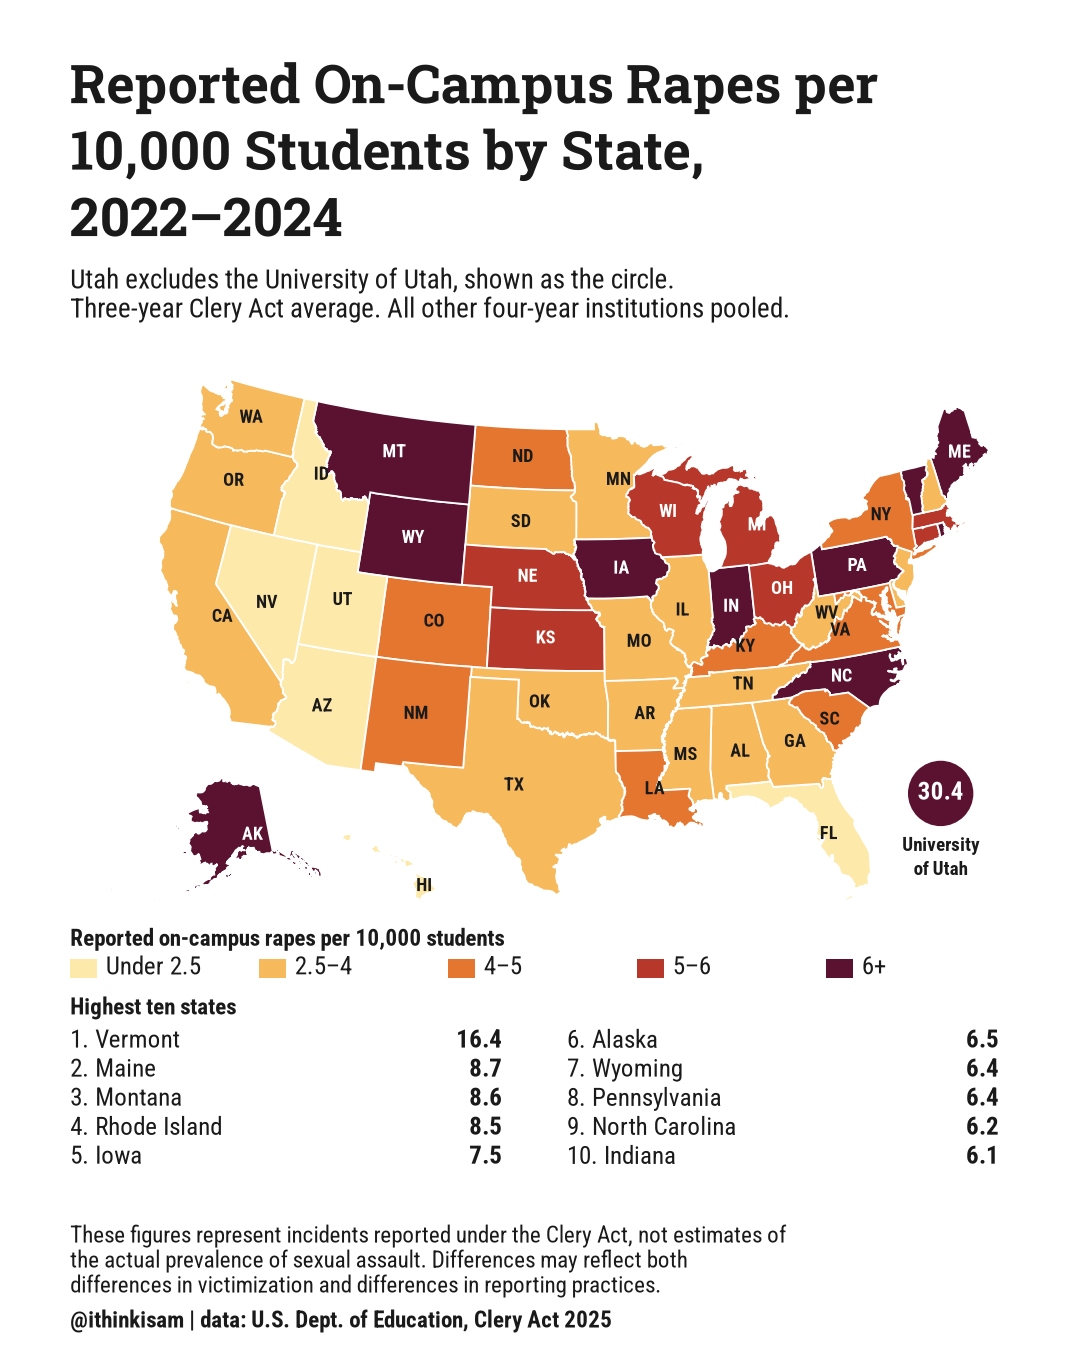 Reported On-Campus Rapes per
10,000 Students by State,
2022–2024
Utah excludes the University of Utah, shown as the circle.
Three-year Clery Act average. All other four-year institutions pooled.
WA
MT
ND
MN
ME
OR
ID
SD
WI
MI
NY
WY
NE
IA
PA
NV
UT
CO
KS
IL
IN
OH
CA
MO
WV
VA
KY
AZ
NM
OK
AR
TN
NC
SC
TX
LA
MS
AL
GA
FL
AK
HI
30.4
University
of Utah
Reported on-campus rapes per 10,000 students
Under 2.5
2.5–4
4–5
5–6
6+
Highest ten states
1. Vermont 16.4
2. Maine 8.7
3. Montana 8.6
4. Rhode Island 8.5
5. Iowa 7.5
6. Alaska 6.5
7. Wyoming 6.4
8. Pennsylvania 6.4
9. North Carolina 6.2
10. Indiana 6.1
These figures represent incidents reported under the Clery Act, not estimates of
the actual prevalence of sexual assault. Differences may reflect both
differences in victimization and differences in reporting practices.
@ithinkisam | data: U.S. Dept. of Education, Clery Act 2025